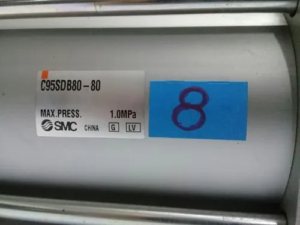 C95SDB80-80
MAX.PRESS. 1.0MPa
SMC CHINA G LV
8